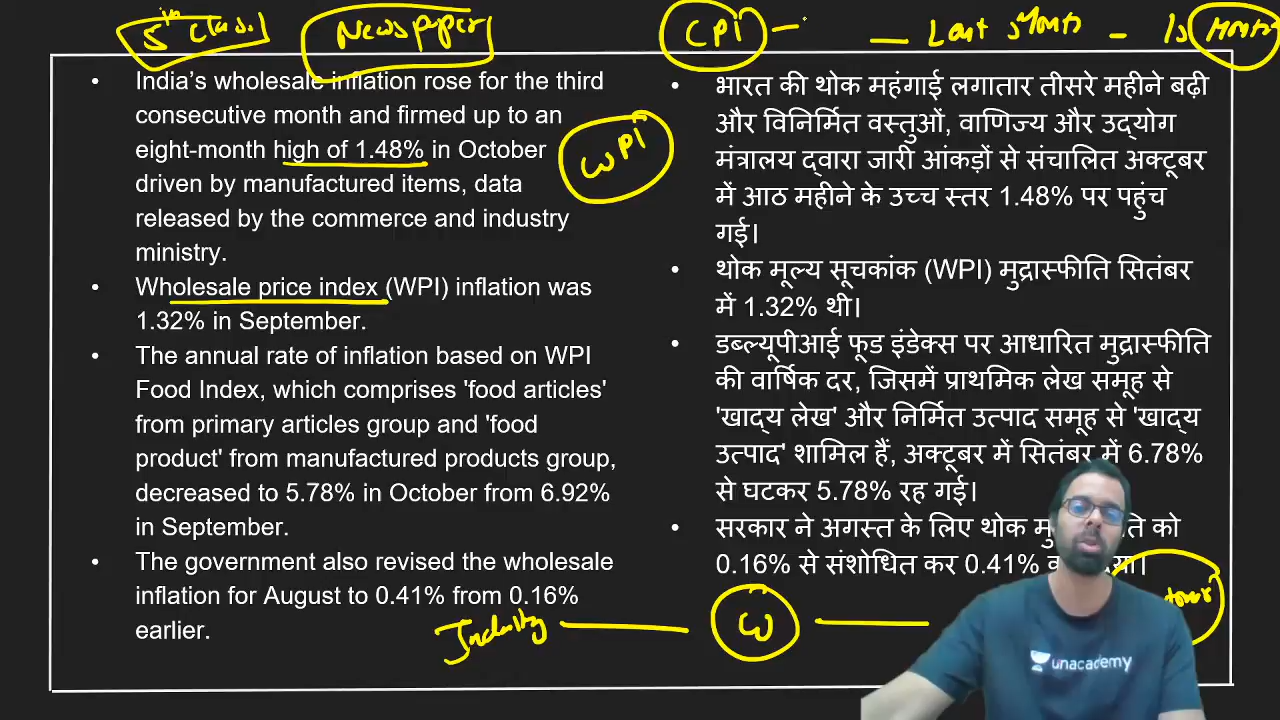 5th Class.
Newspaper
CPI — — Last Month - 18 Month
• India's wholesale inflation rose for the third
consecutive month and firmed up to an
eight-month high of 1.48% in October
driven by manufactured items, data
released by the commerce and industry
ministry.
• Wholesale price index (WPI) inflation was
1.32% in September.
• The annual rate of inflation based on WPI
Food Index, which comprises 'food articles'
from primary articles group and 'food
product' from manufactured products group,
decreased to 5.78% in October from 6.92%
in September.
• The government also revised the wholesale
inflation for August to 0.41% from 0.16%
earlier.
WPI
• भारत की थोक महंगाई लगातार तीसरे महीने बढ़ी
और विनिर्मित वस्तुओं, वाणिज्य और उद्योग
मंत्रालय द्वारा जारी आंकड़ों से संचालित अक्टूबर
में आठ महीने के उच्च स्तर 1.48% पर पहुंच
गई।
• थोक मूल्य सूचकांक (WPI) मुद्रास्फीति सितंबर
में 1.32% थी।
• डब्ल्यूपीआई फूड इंडेक्स पर आधारित मुद्रास्फीति
की वार्षिक दर, जिसमें प्राथमिक लेख समूह से
'खाद्य लेख' और निर्मित उत्पाद समूह से 'खाद्य
उत्पाद' शामिल हैं, अक्टूबर में सितंबर में 6.78%
से घटकर 5.78% रह गई।
• सरकार ने अगस्त के लिए थोक को
0.16% से संशोधित कर 0.41%
Industry — W —
unacademy